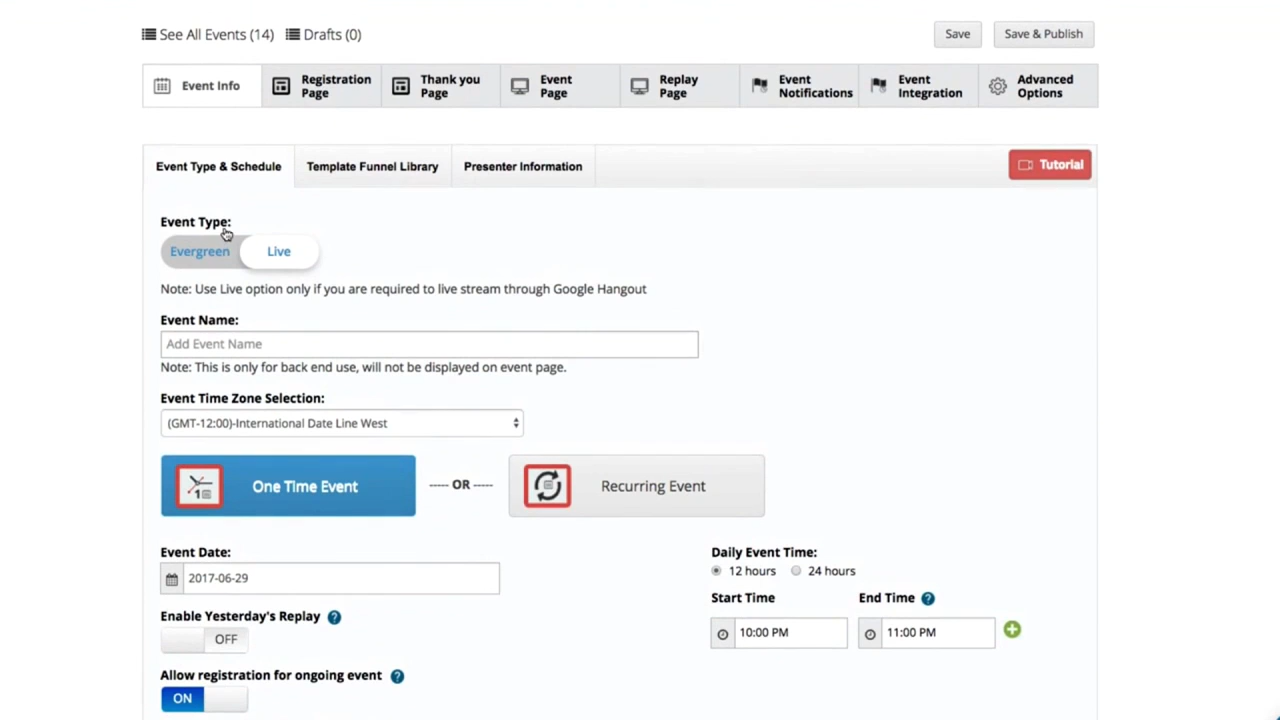 See All Events (14) Drafts (0) Save Save & Publish
Event Info Registration Page Thank you Page Event Page Replay Page Event Notifications Event Integration Advanced Options
Event Type & Schedule Template Funnel Library Presenter Information Tutorial
Event Type:
Evergreen Live
Note: Use Live option only if you are required to live stream through Google Hangout
Event Name:
Add Event Name
Note: This is only for back end use, will not be displayed on event page.
Event Time Zone Selection:
(GMT-12:00)-International Date Line West
1 One Time Event ----- OR ----- Recurring Event
Event Date: Daily Event Time:
12 hours 24 hours
2017-06-29
Start Time End Time ?
Enable Yesterday's Replay ?
10:00 PM 11:00 PM
OFF
Allow registration for ongoing event ?
ON